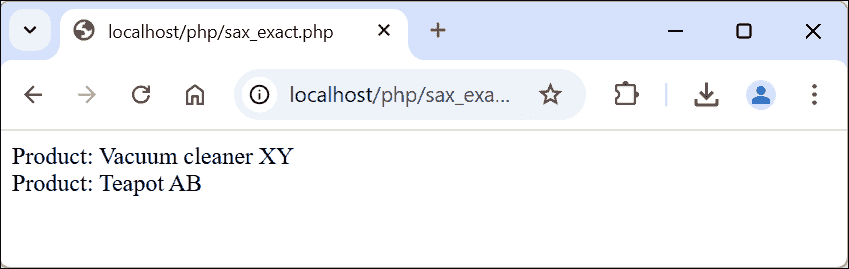 localhost/php/sax_exact.php
localhost/php/sax_exa...
Product: Vacuum cleaner XY
Product: Teapot AB